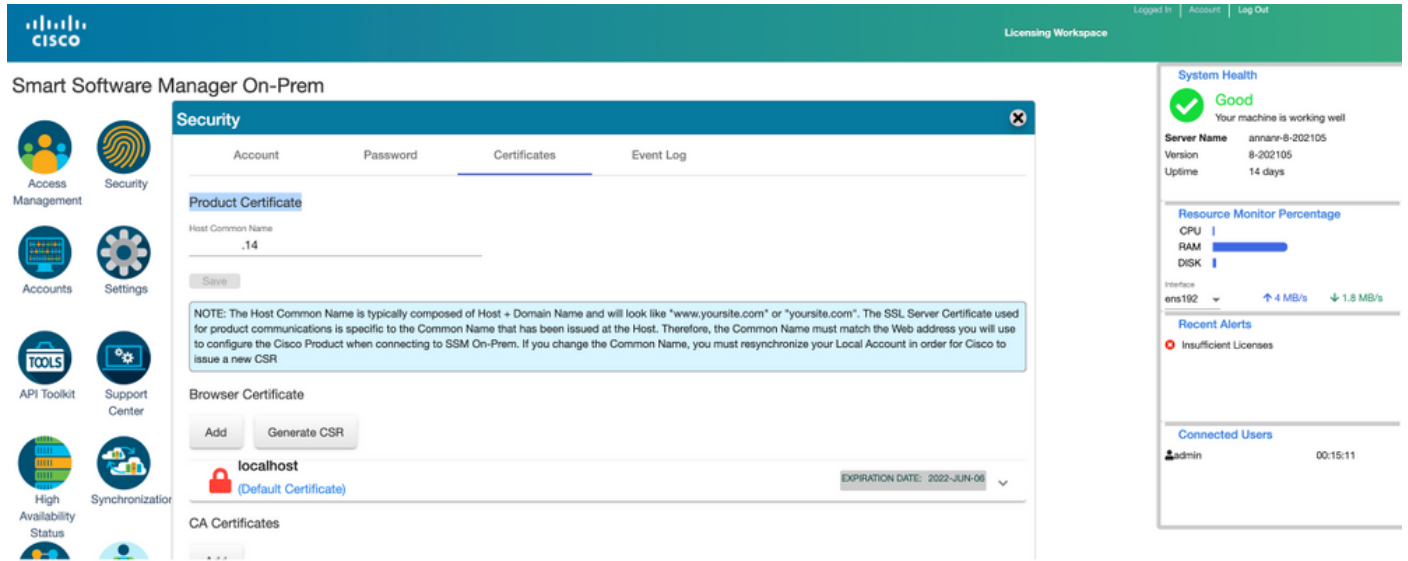 Logged In | Account | Log Out
CISCO
Licensing Workspace
Smart Software Manager On-Prem
Access
Management
Security
Accounts
Settings
TOOLS
API Toolkit
Support
Center
High
Availability
Status
Synchronization
Security
Account Password Certificates Event Log
Product Certificate
Host Common Name
.14
Save
NOTE: The Host Common Name is typically composed of Host + Domain Name and will look like "www.yoursite.com" or "yoursite.com". The SSL Server Certificate used
for product communications is specific to the Common Name that has been issued at the Host. Therefore, the Common Name must match the Web address you will use
to configure the Cisco Product when connecting to SSM On-Prem. If you change the Common Name, you must resynchronize your Local Account in order for Cisco to
issue a new CSR
Browser Certificate
Add Generate CSR
localhost
(Default Certificate)
EXPIRATION DATE: 2022-JUN-06
CA Certificates
System Health
Good
Your machine is working well
Server Name annanr-8-202105
Version 8-202105
Uptime 14 days
Resource Monitor Percentage
CPU
RAM
DISK
Interface
ens192 4 MB/s 1.8 MB/s
Recent Alerts
Insufficient Licenses
Connected Users
admin 00:15:11